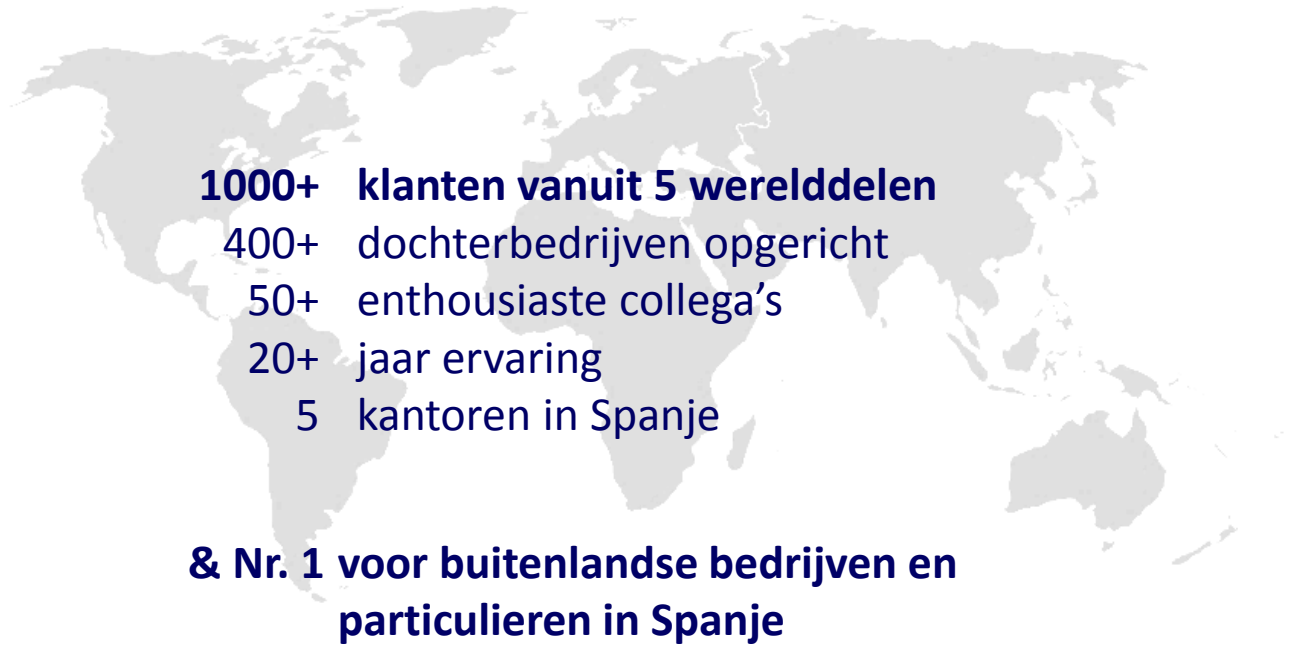 1000+ klanten vanuit 5 werelddelen
400+ dochterbedrijven opgericht
50+ enthousiaste collega’s
20+ jaar ervaring
5 kantoren in Spanje
& Nr. 1 voor buitenlandse bedrijven en
particulieren in Spanje